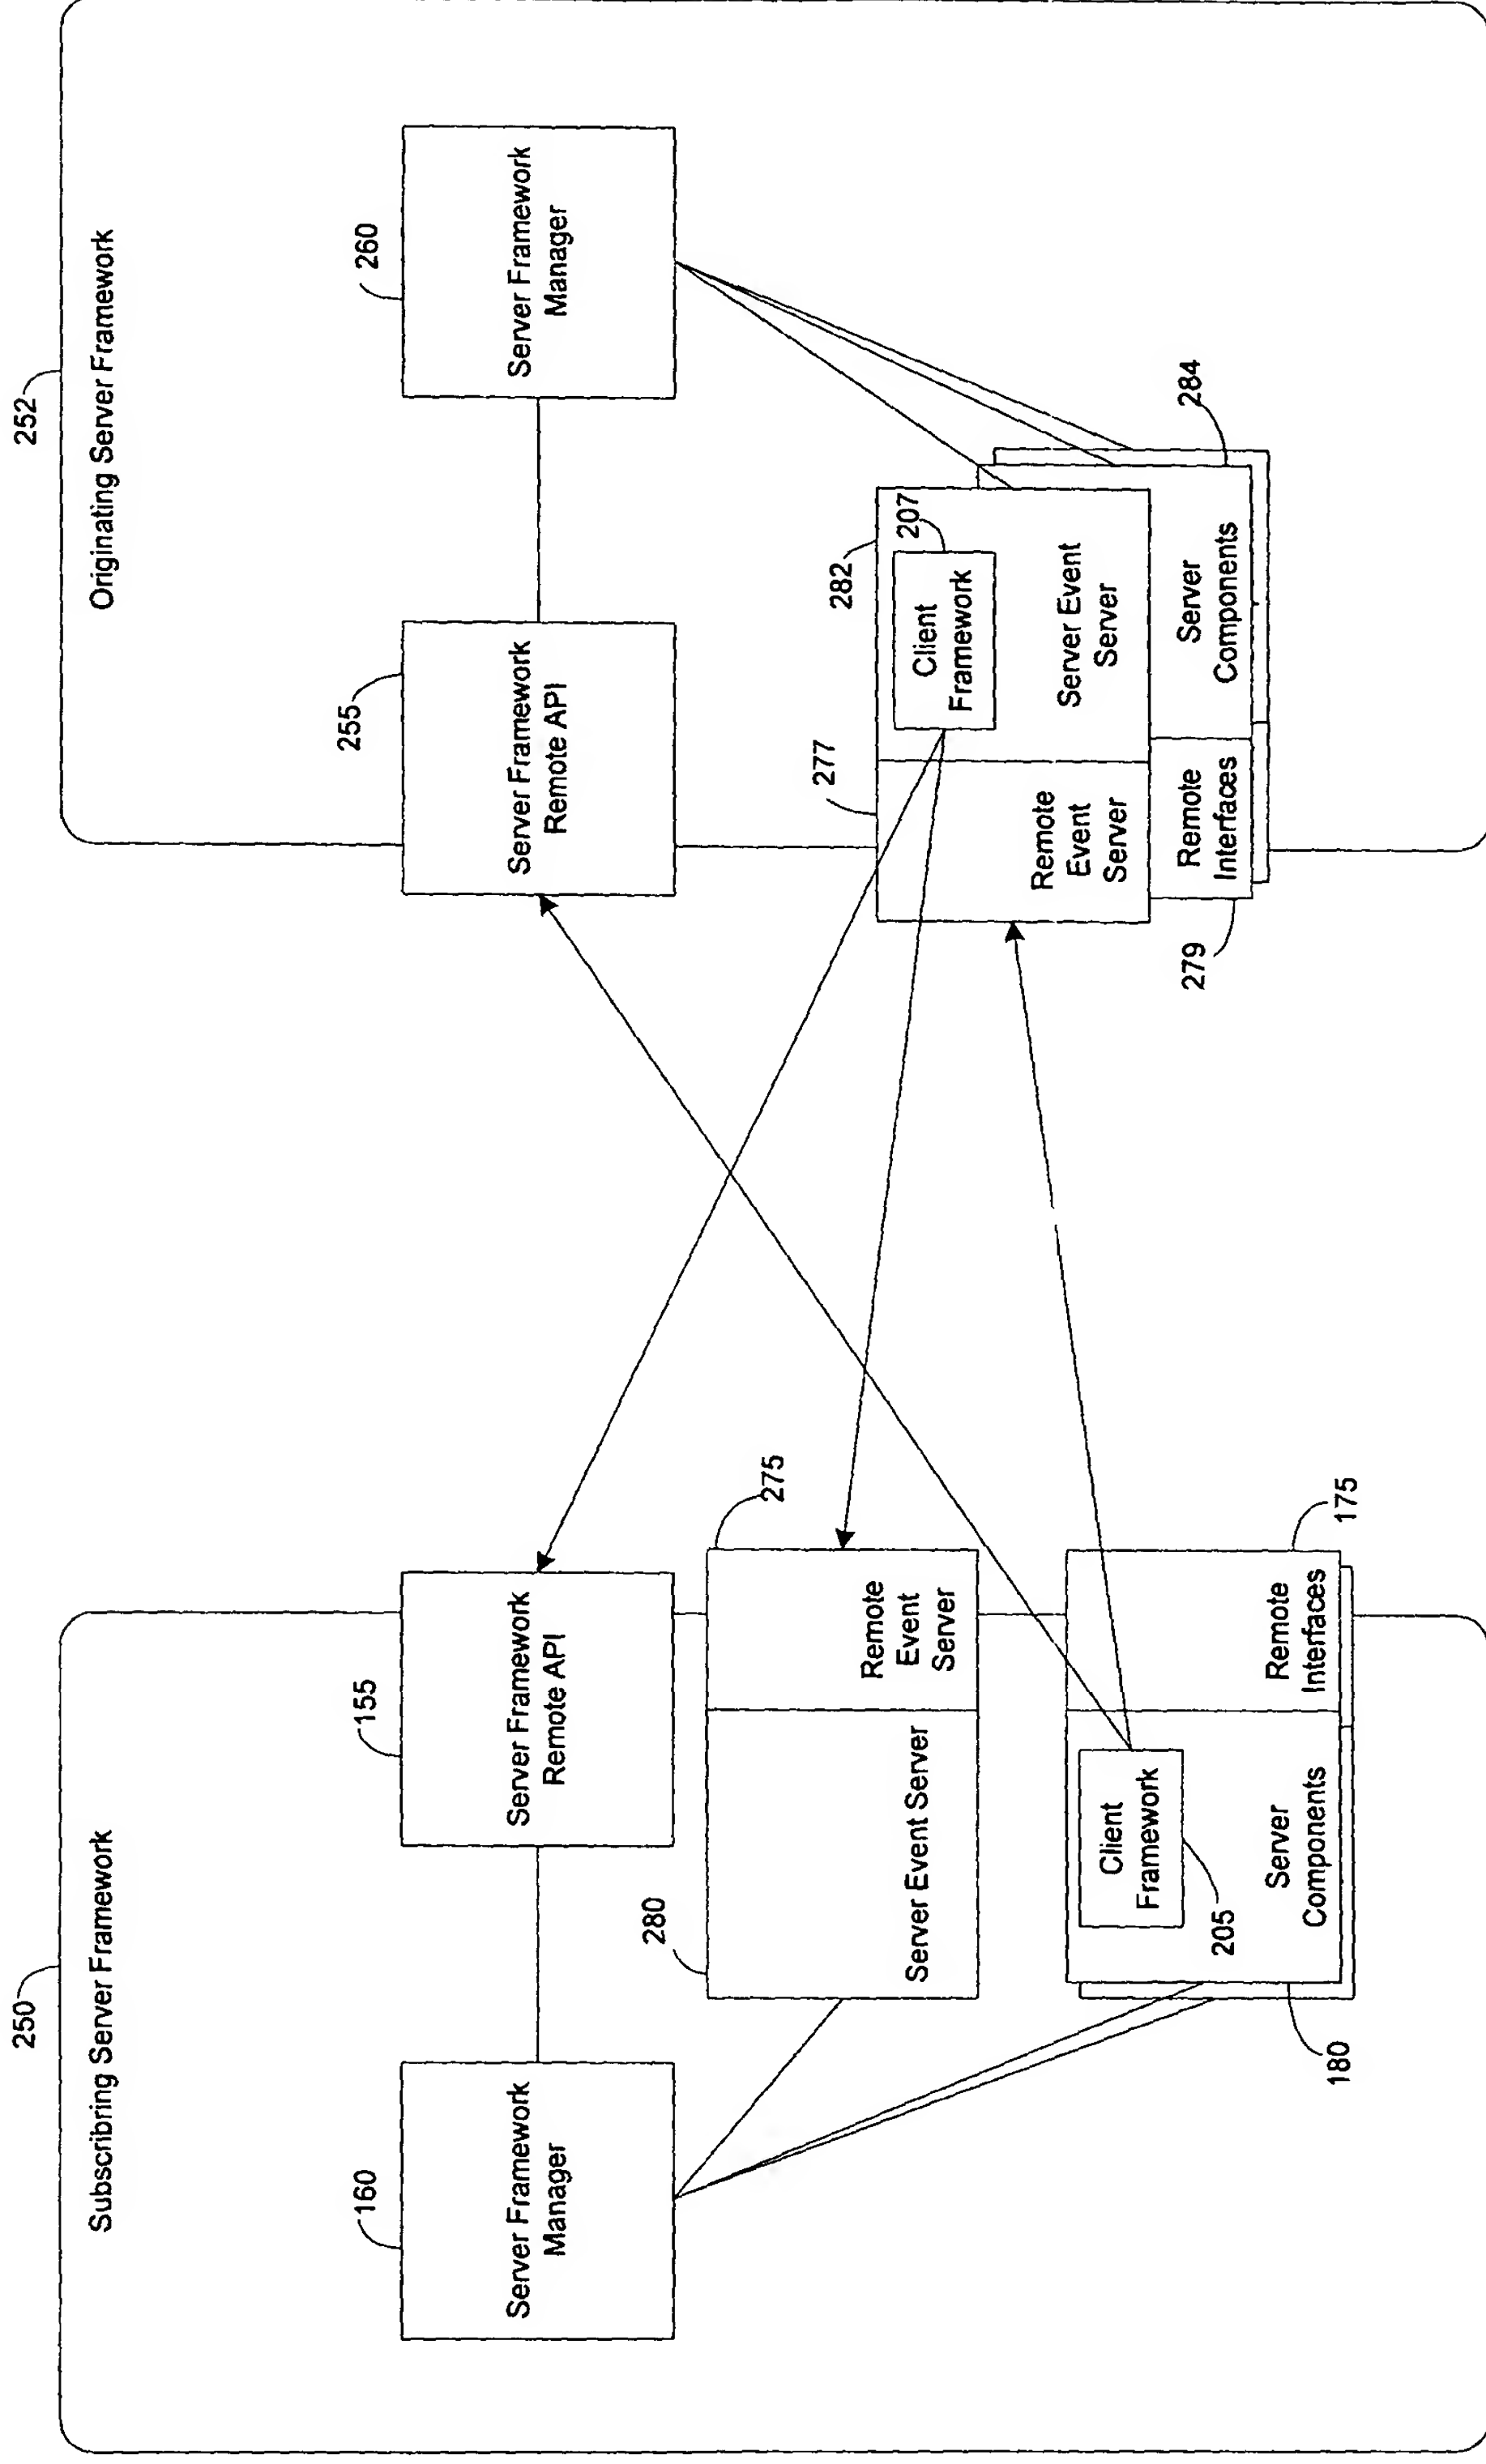 250
Subscribring Server Framework
160
Server Framework
Manager
155
Server Framework
Remote API
280
Server Event Server
Remote
Event
Server
275
Client
Framework
205
Server
Components
Remote
Interfaces
175
180
252
Originating Server Framework
255
Server Framework
Remote API
260
Server Framework
Manager
277
Remote
Event
Server
282
207
Client
Framework
Server Event
Server
284
Remote
Interfaces
Server
Components
279